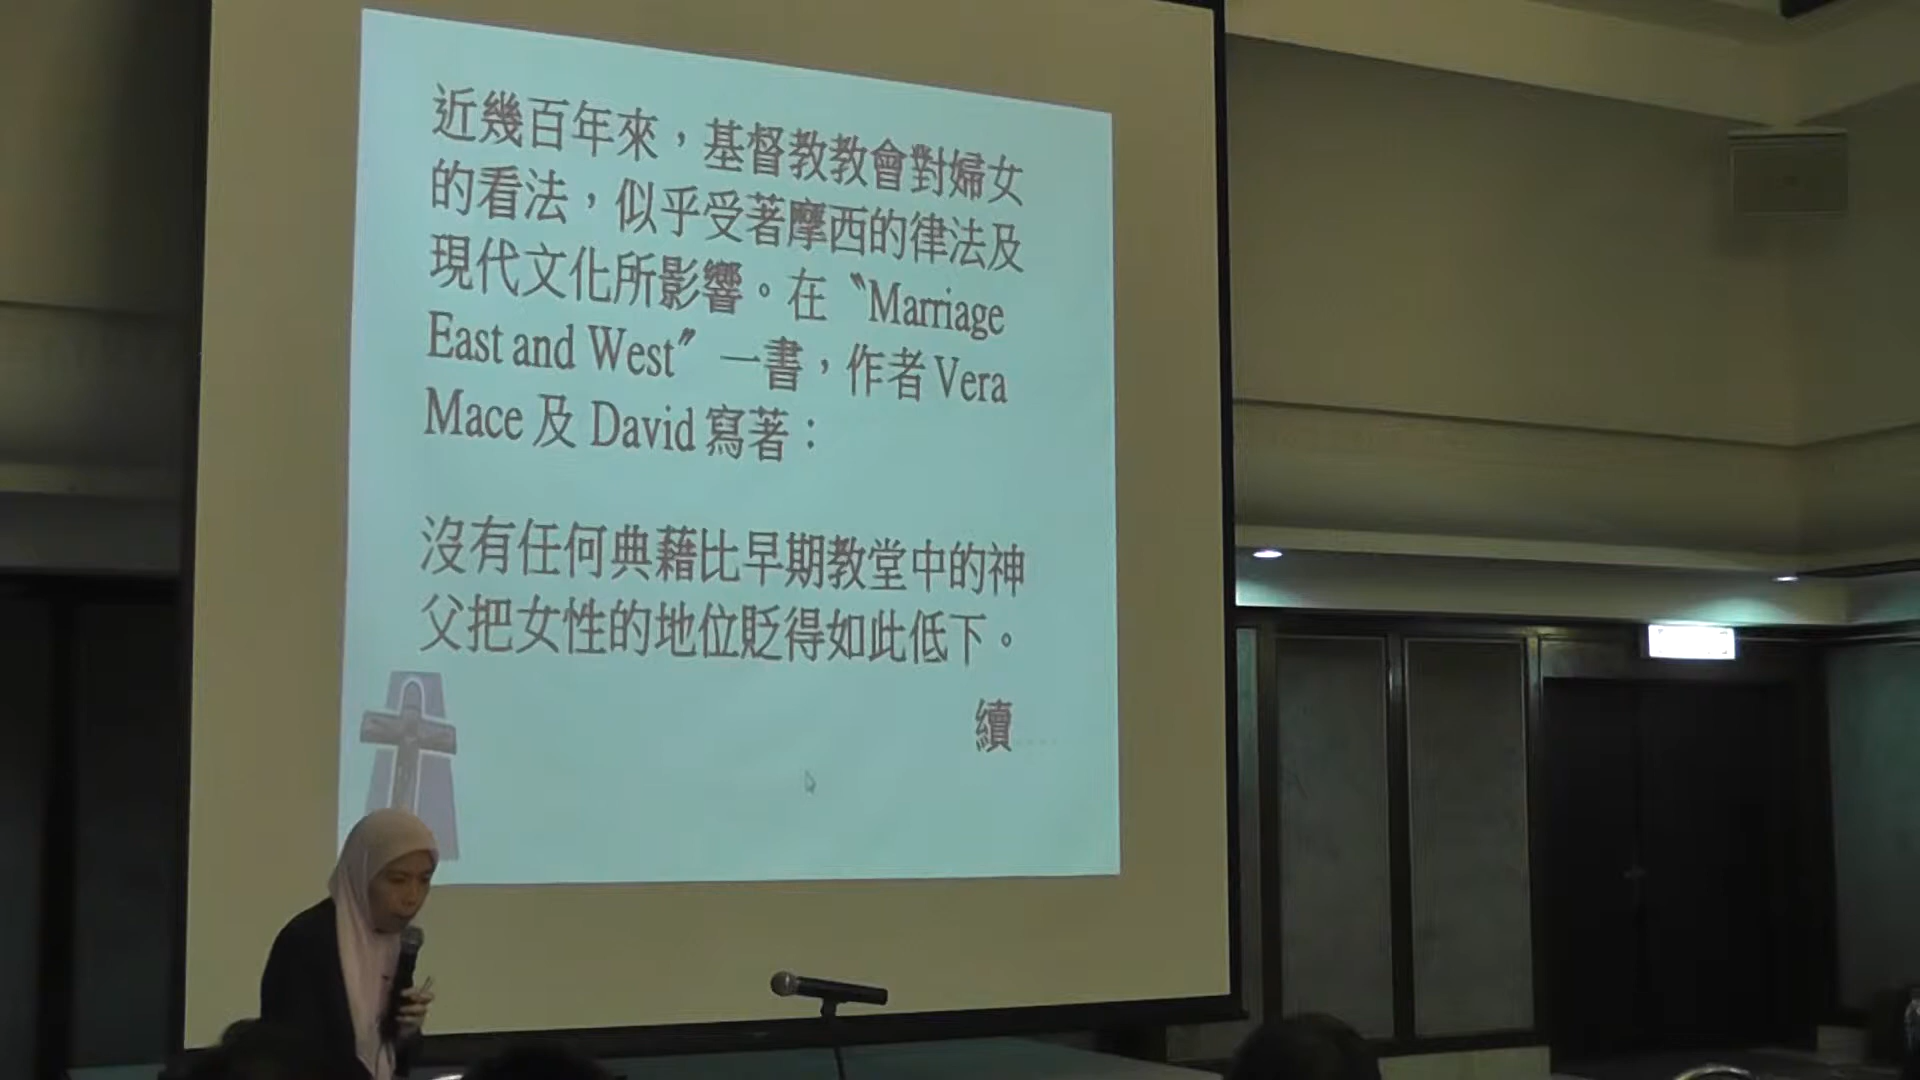 近幾百年來，基督教教會對婦女
的看法，似乎受著摩西的律法及
現代文化所影響。在〝Marriage
East and West〞一書，作者Vera
Mace 及 David 寫著：
沒有任何典藉比早期教堂中的神
父把女性的地位貶得如此低下。
續....